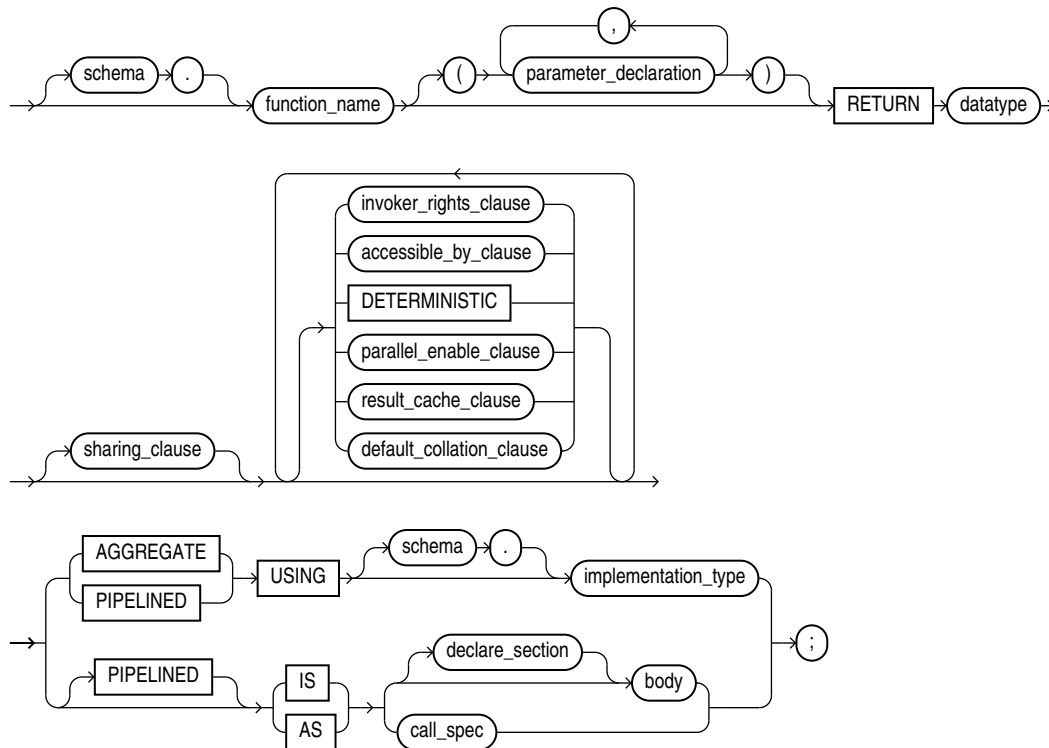 ,
schema . ( parameter_declaration )
function_name RETURN datatype
invoker_rights_clause
accessible_by_clause
DETERMINISTIC
parallel_enable_clause
result_cache_clause
sharing_clause default_collation_clause
AGGREGATE schema .
USING implementation_type
PIPELINED
;
PIPELINED IS declare_section
body
AS call_spec